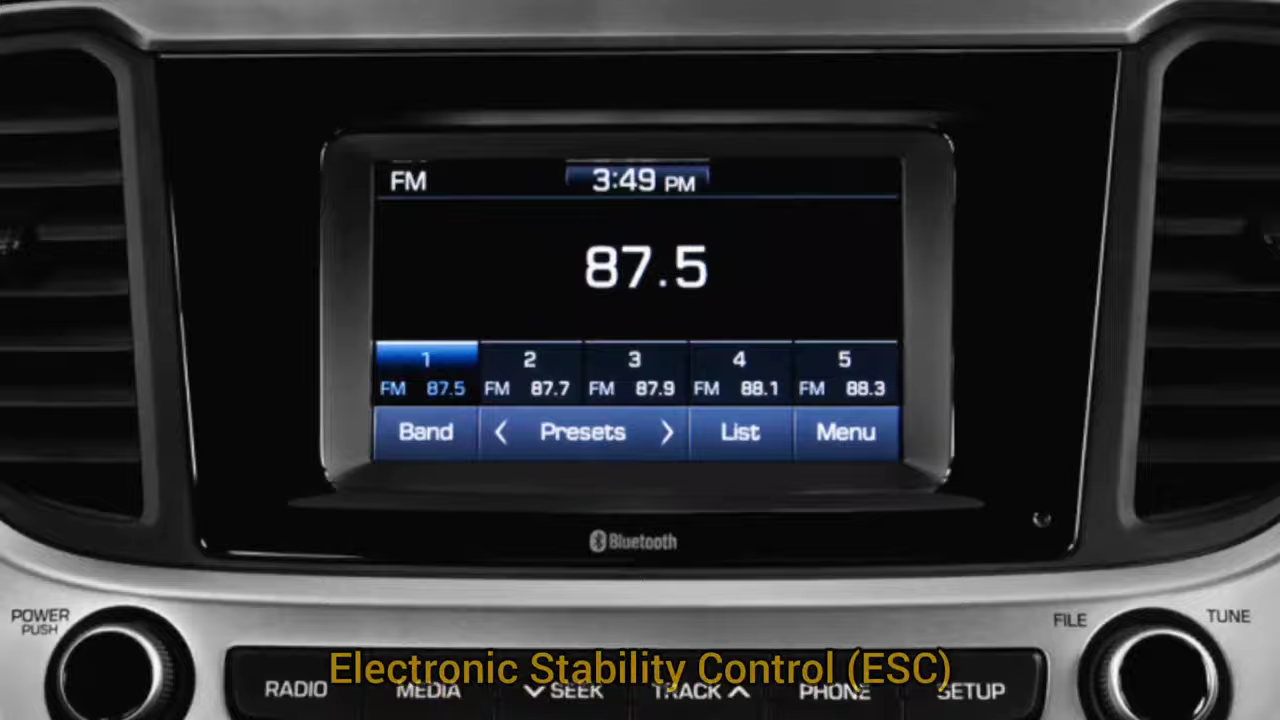 FM 3:49 PM
87.5
1 2 3 4 5
FM 87.5 FM 87.7 FM 87.9 FM 88.1 FM 88.3
Band Presets List Menu
Bluetooth
POWER
PUSH
FILE TUNE
Electronic Stability Control (ESC)
RADIO MEDIA SEEK TRACK PHONE SETUP